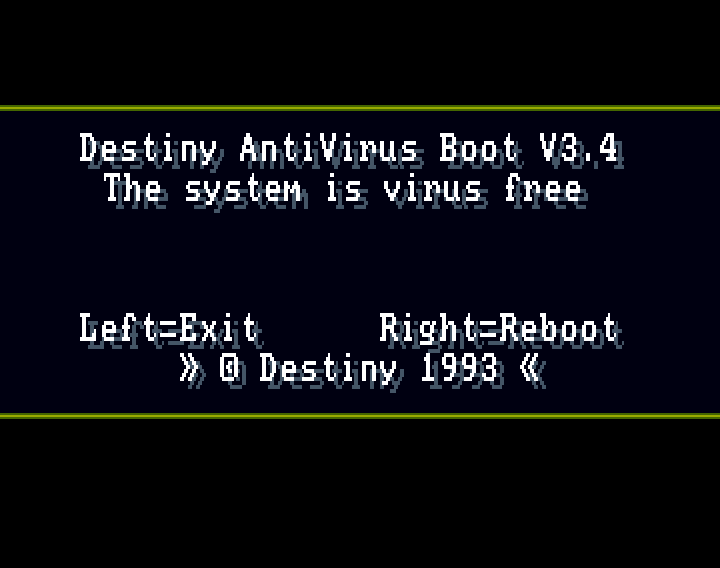 Destiny AntiVirus Boot V3.4
The system is virus free
Left=Exit Right=Reboot
» @ Destiny 1993 «